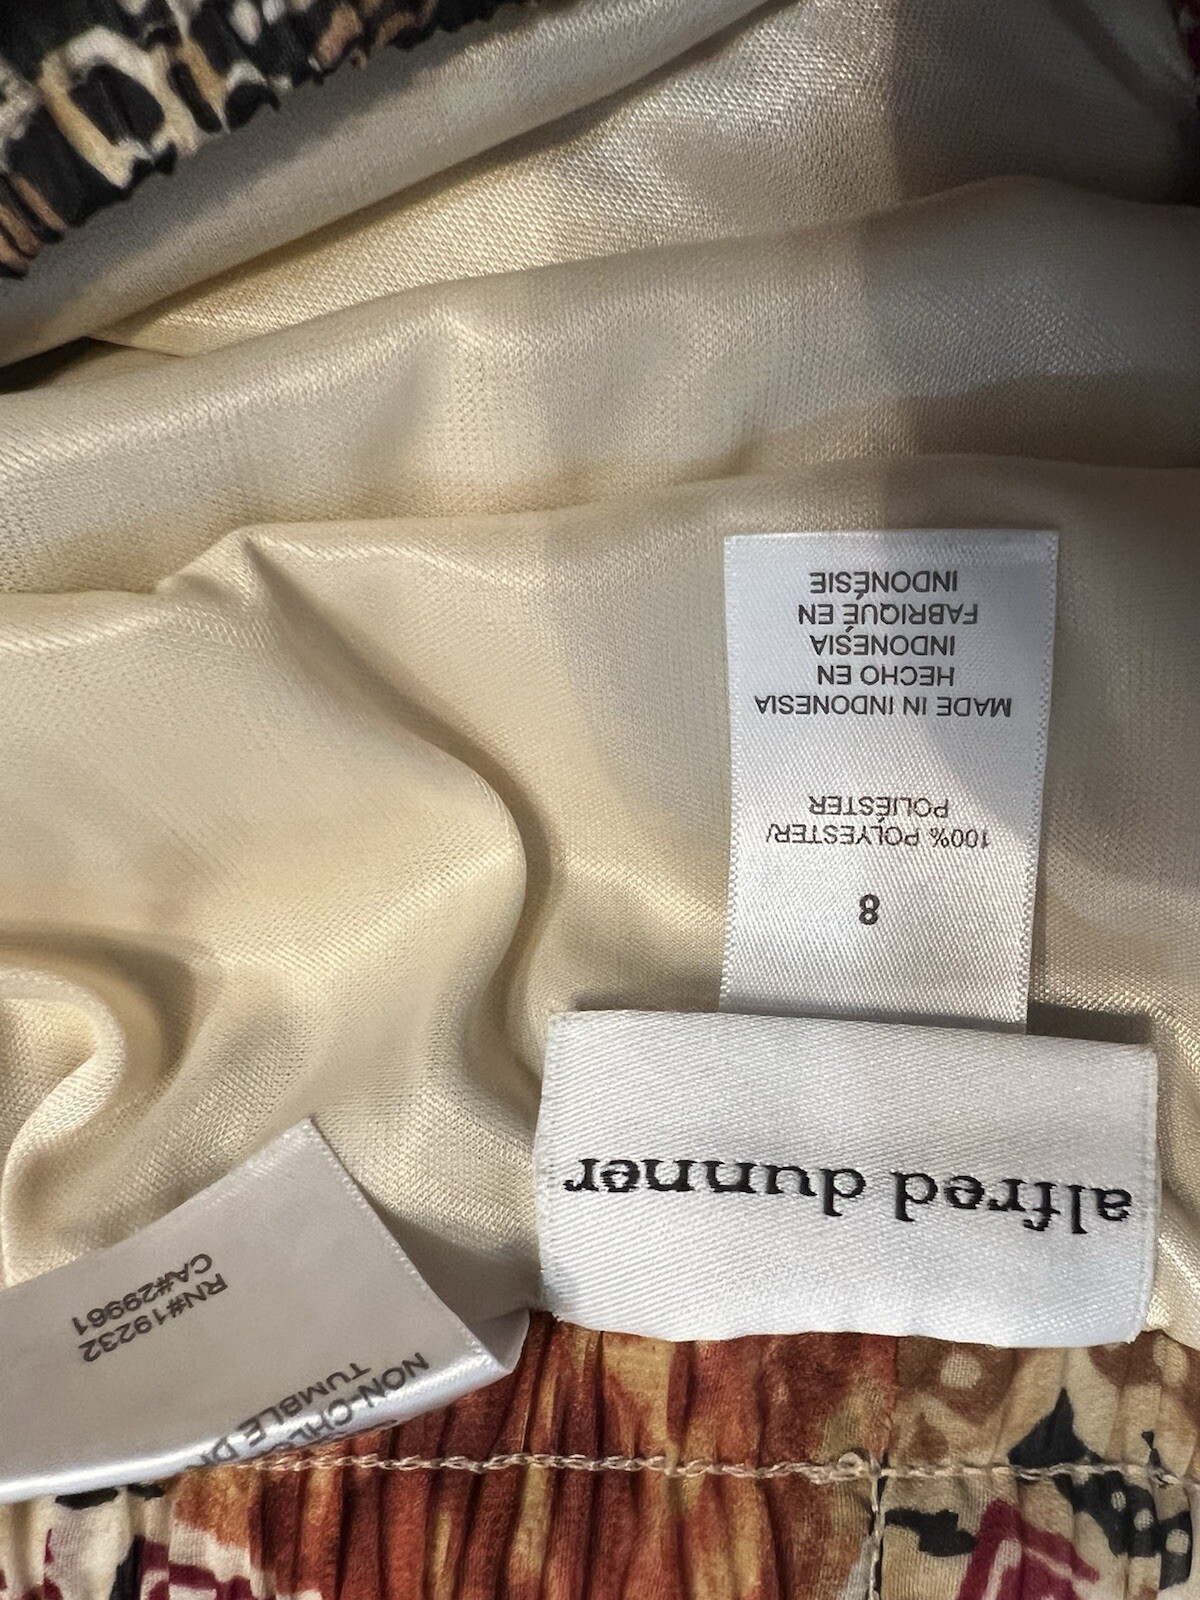 alfred dunner
8
100% POLYESTER/
POLIÉSTER
MADE IN INDONESIA
HECHO EN
INDONESIA
FABRIQUÉ EN
INDONÉSIE
NON-CHLO
TUMBLE D
RN#19232
CA#29961